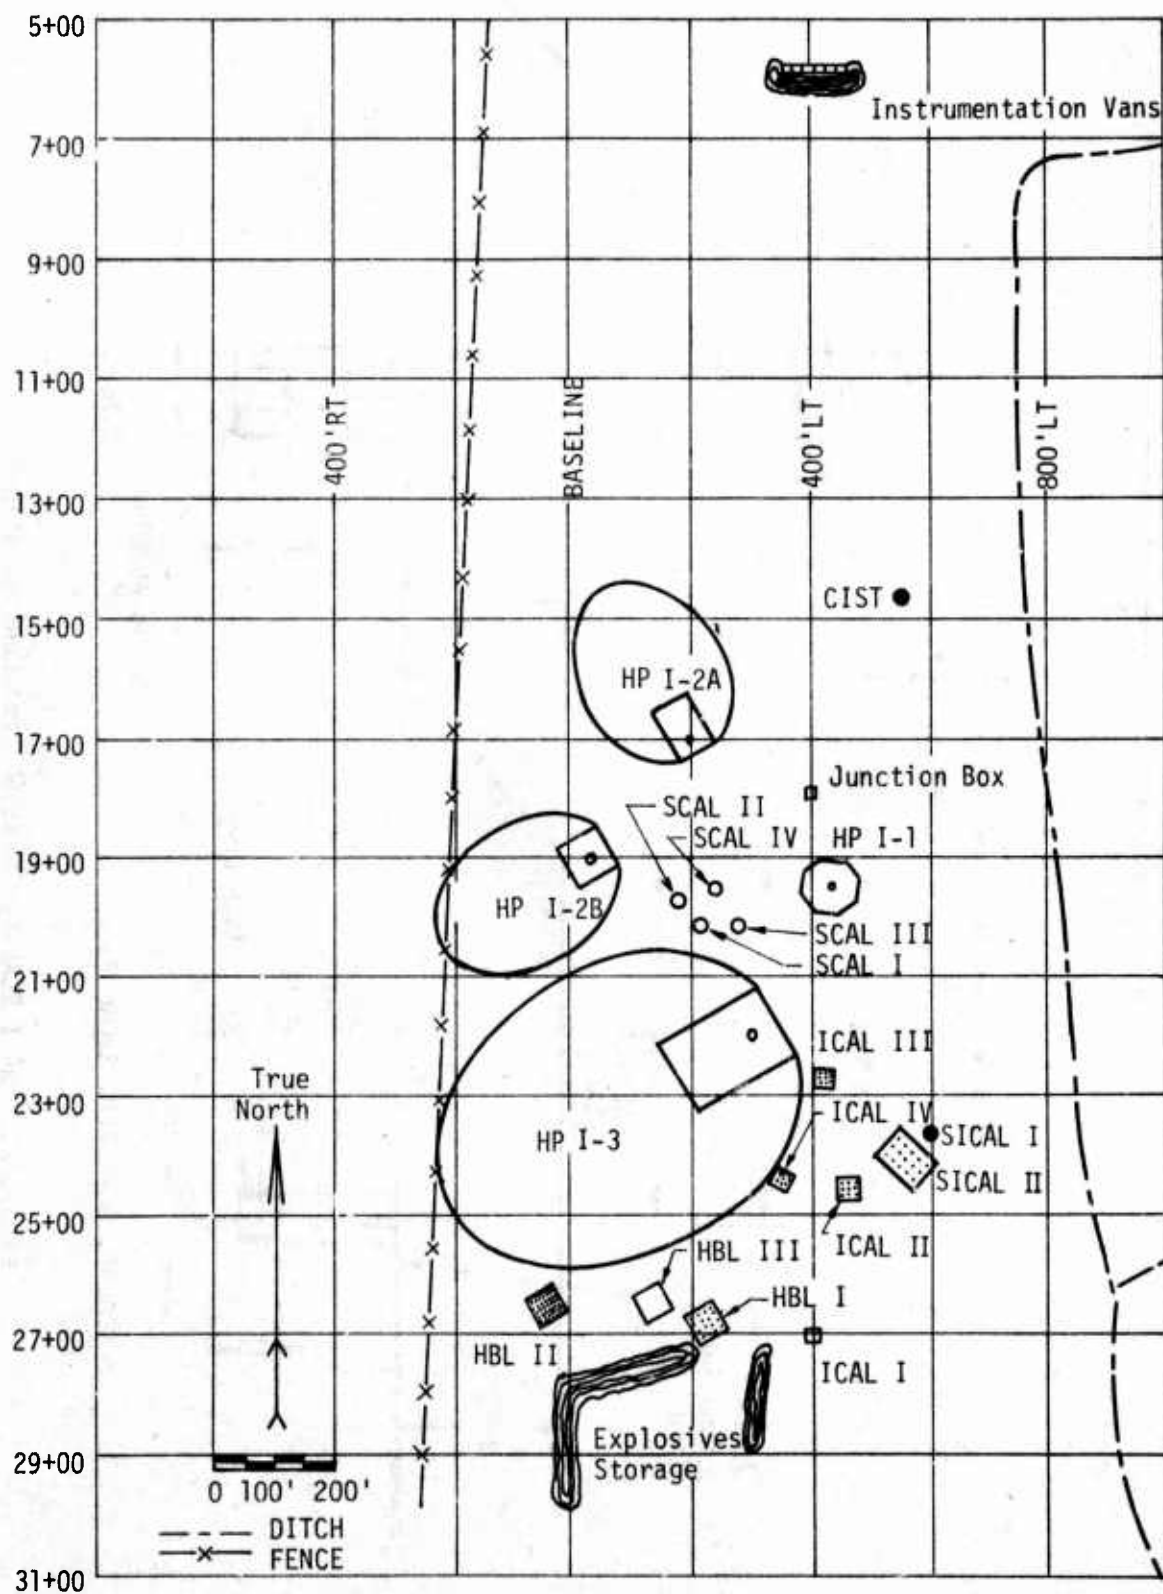 5+00
Instrumentation Vans
7+00
9+00
11+00
400'RT
BASELINE
400'LT
800'LT
13+00
CIST
15+00
HP I-2A
17+00
Junction Box
SCAL II
SCAL IV
HP I-1
19+00
HP I-2B
SCAL III
SCAL I
21+00
ICAL III
True
North
23+00
ICAL IV
HP I-3
SICAL I
SICAL II
25+00
HBL III
ICAL II
HBL I
27+00
HBL II
ICAL I
Explosives
Storage
29+00
0 100' 200'
DITCH
FENCE
31+00